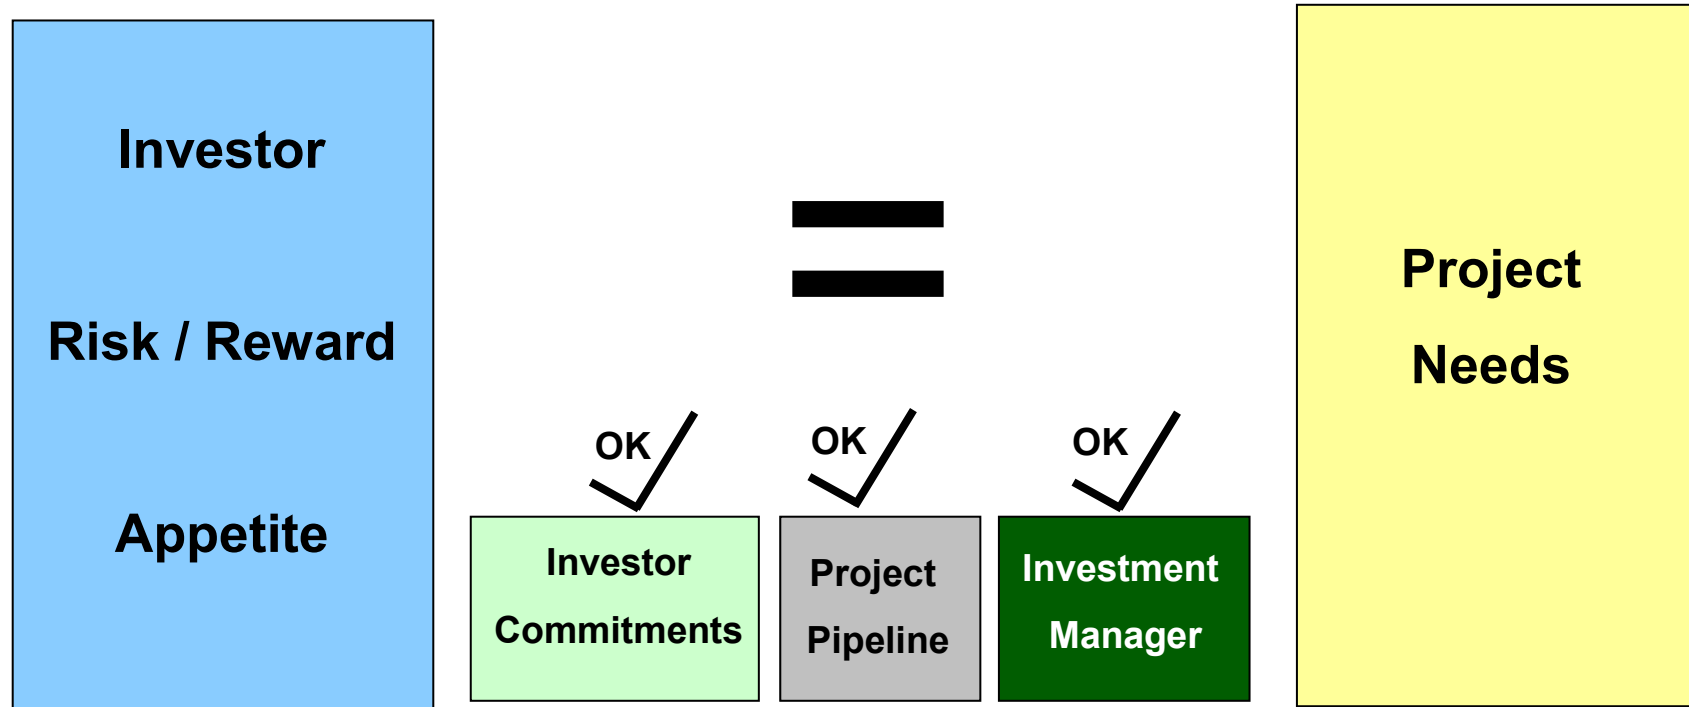 Investor
Risk / Reward
Appetite
=
OK
OK
OK
Investor
Commitments
Project
Pipeline
Investment
Manager
Project
Needs